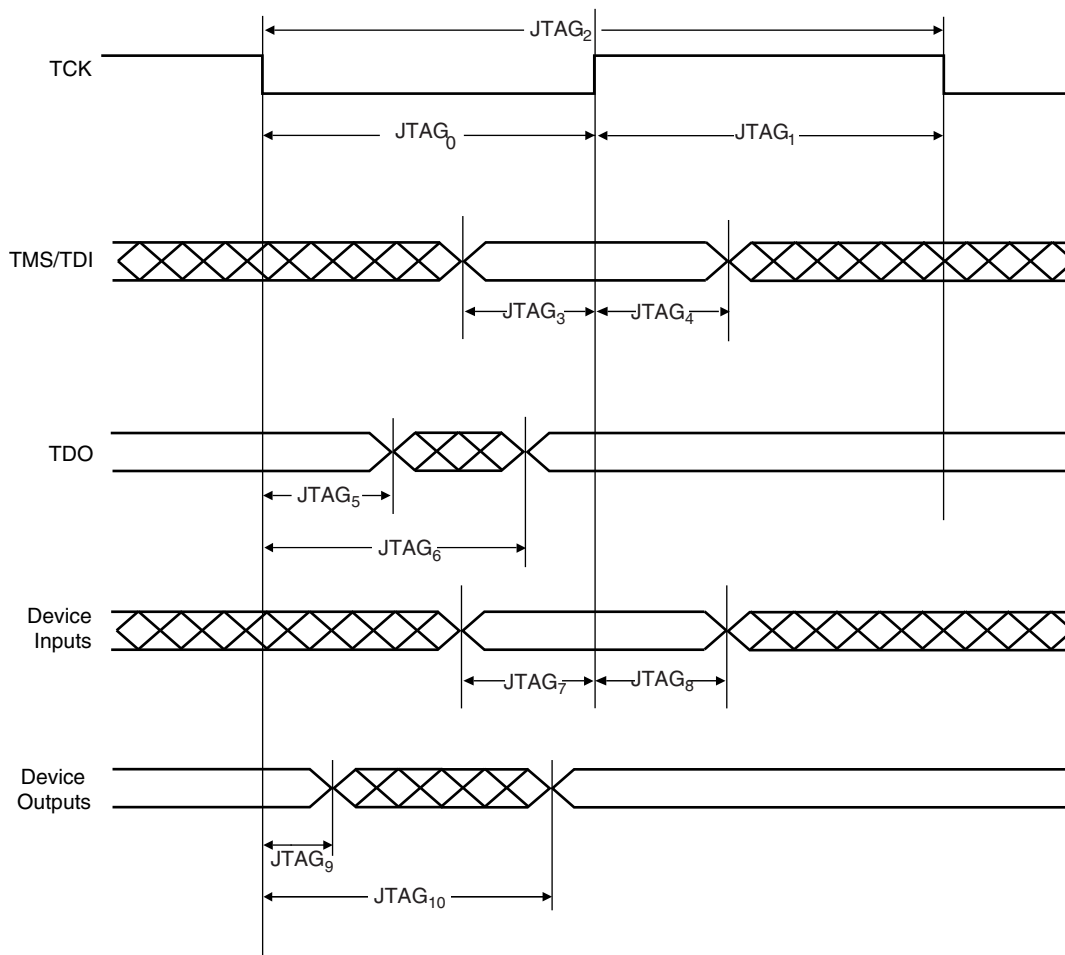 JTAG₂
TCK
JTAG₀
JTAG₁
TMS/TDI
JTAG₃
JTAG₄
TDO
JTAG₅
JTAG₆
Device
Inputs
JTAG₇
JTAG₈
Device
Outputs
JTAG₉
JTAG₁₀